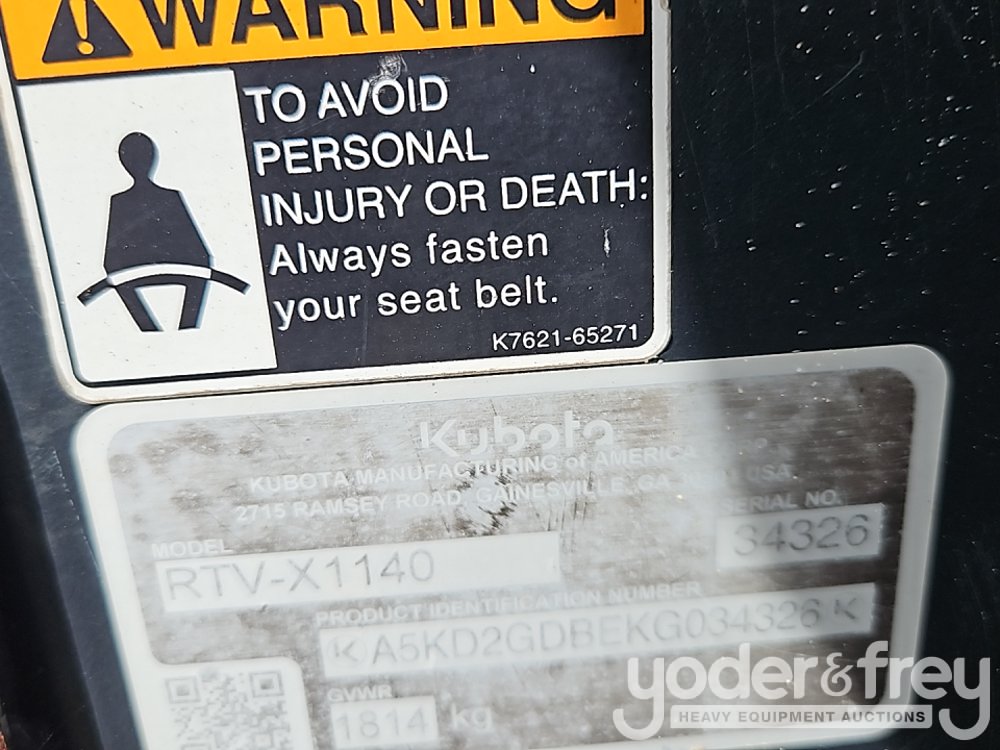 WARNING
TO AVOID
PERSONAL
INJURY OR DEATH:
Always fasten
your seat belt.
K7621-65271
Kubota
KUBOTA MANUFACTURING of AMERICA
2715 RAMSEY ROAD, GAINESVILLE, GA USA
MODEL
SERIAL NO.
RTV-X1140
34326
PRODUCT IDENTIFICATION NUMBER
A5KD2GDBEKG034326
GVWR
1814 kg
yoder&frey
HEAVY EQUIPMENT AUCTIONS